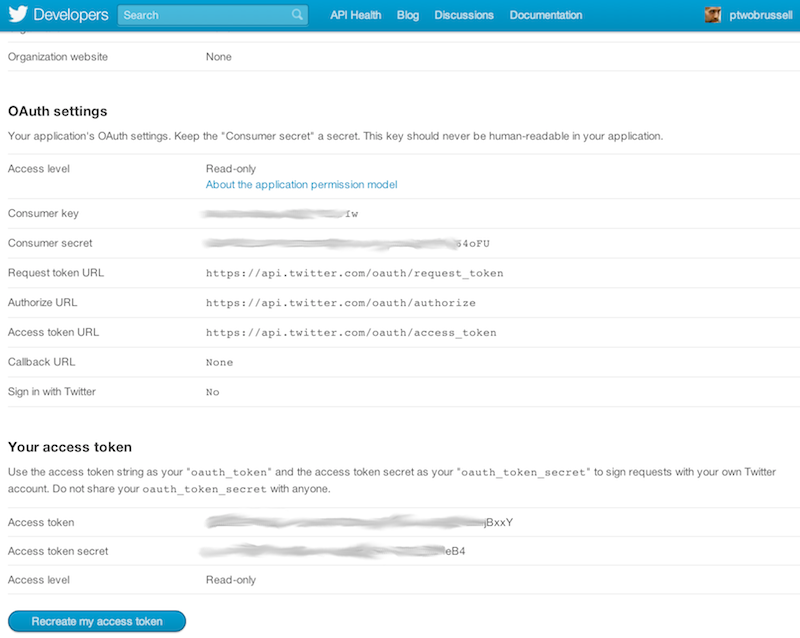 Developers Search API Health Blog Discussions Documentation ptwobrussell
Organization website None
OAuth settings
Your application's OAuth settings. Keep the "Consumer secret" a secret. This key should never be human-readable in your application.
Access level Read-only
About the application permission model
Consumer key iw
Consumer secret 64oFU
Request token URL https://api.twitter.com/oauth/request_token
Authorize URL https://api.twitter.com/oauth/authorize
Access token URL https://api.twitter.com/oauth/access_token
Callback URL None
Sign in with Twitter No
Your access token
Use the access token string as your "oauth_token" and the access token secret as your "oauth_token_secret" to sign requests with your own Twitter
account. Do not share your oauth_token_secret with anyone.
Access token jBxxY
Access token secret eB4
Access level Read-only
Recreate my access token